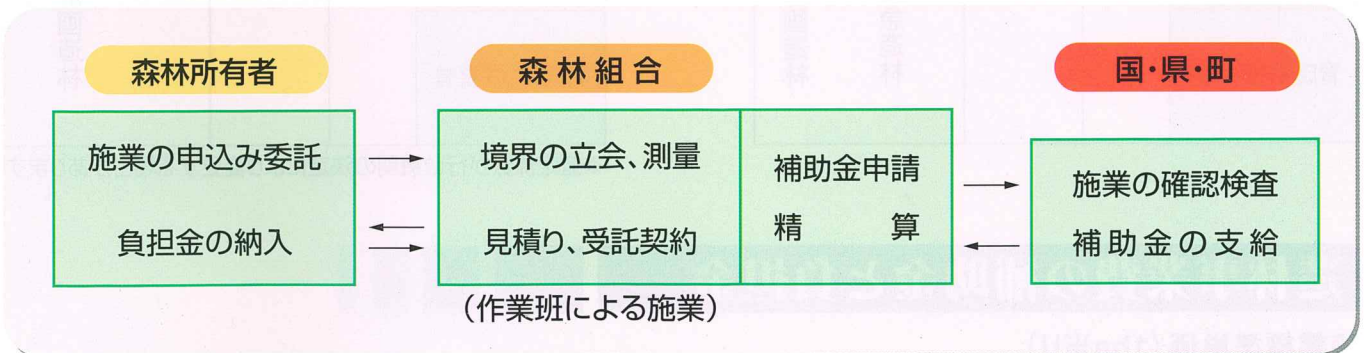 森林所有者
施業の申込み委託
負担金の納入
森林組合
境界の立会、測量
見積り、受託契約
(作業班による施業)
補助金申請
精算
国・県・町
施業の確認検査
補助金の支給